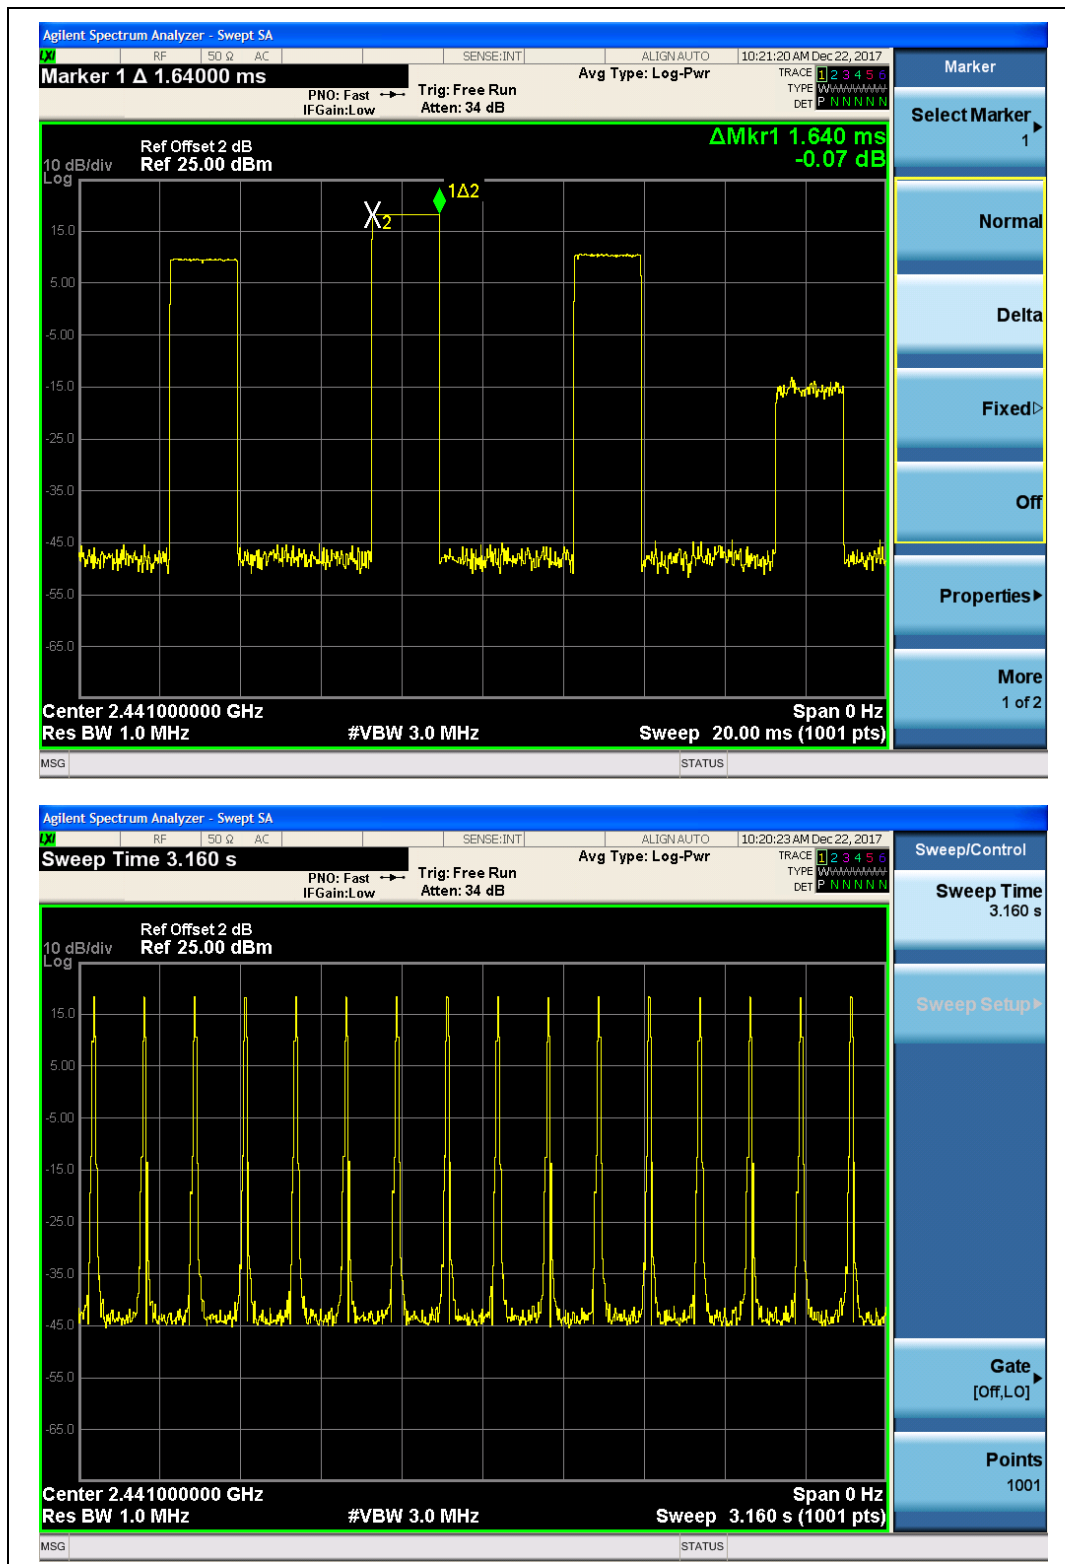 Agilent Spectrum Analyzer - Swept SA
LXI RF 50 Ω AC SENSE:INT ALIGN AUTO 10:21:20 AM Dec 22, 2017
Marker 1 Δ 1.64000 ms
PNO: Fast
IFGain:Low
Trig: Free Run
Atten: 34 dB
Avg Type: Log-Pwr
TRACE 1 2 3 4 5 6
TYPE
DET P N N N N N
Ref Offset 2 dB
10 dB/div Ref 25.00 dBm
Log
ΔMkr1 1.640 ms
-0.07 dB
X2
1Δ2
15.0
5.00
-5.00
-15.0
-25.0
-35.0
-45.0
-55.0
-65.0
Center 2.441000000 GHz Span 0 Hz
Res BW 1.0 MHz #VBW 3.0 MHz Sweep 20.00 ms (1001 pts)
MSG STATUS
Marker
Select Marker
1
Normal
Delta
Fixed
Off
Properties
More
1 of 2
Agilent Spectrum Analyzer - Swept SA
LXI RF 50 Ω AC SENSE:INT ALIGN AUTO 10:20:23 AM Dec 22, 2017
Sweep Time 3.160 s
PNO: Fast
IFGain:Low
Trig: Free Run
Atten: 34 dB
Avg Type: Log-Pwr
TRACE 1 2 3 4 5 6
TYPE
DET P N N N N N
Ref Offset 2 dB
10 dB/div Ref 25.00 dBm
Log
15.0
5.00
-5.00
-15.0
-25.0
-35.0
-45.0
-55.0
-65.0
Center 2.441000000 GHz Span 0 Hz
Res BW 1.0 MHz #VBW 3.0 MHz Sweep 3.160 s (1001 pts)
MSG STATUS
Sweep/Control
Sweep Time
3.160 s
Sweep Setup
Gate
[Off,LO]
Points
1001